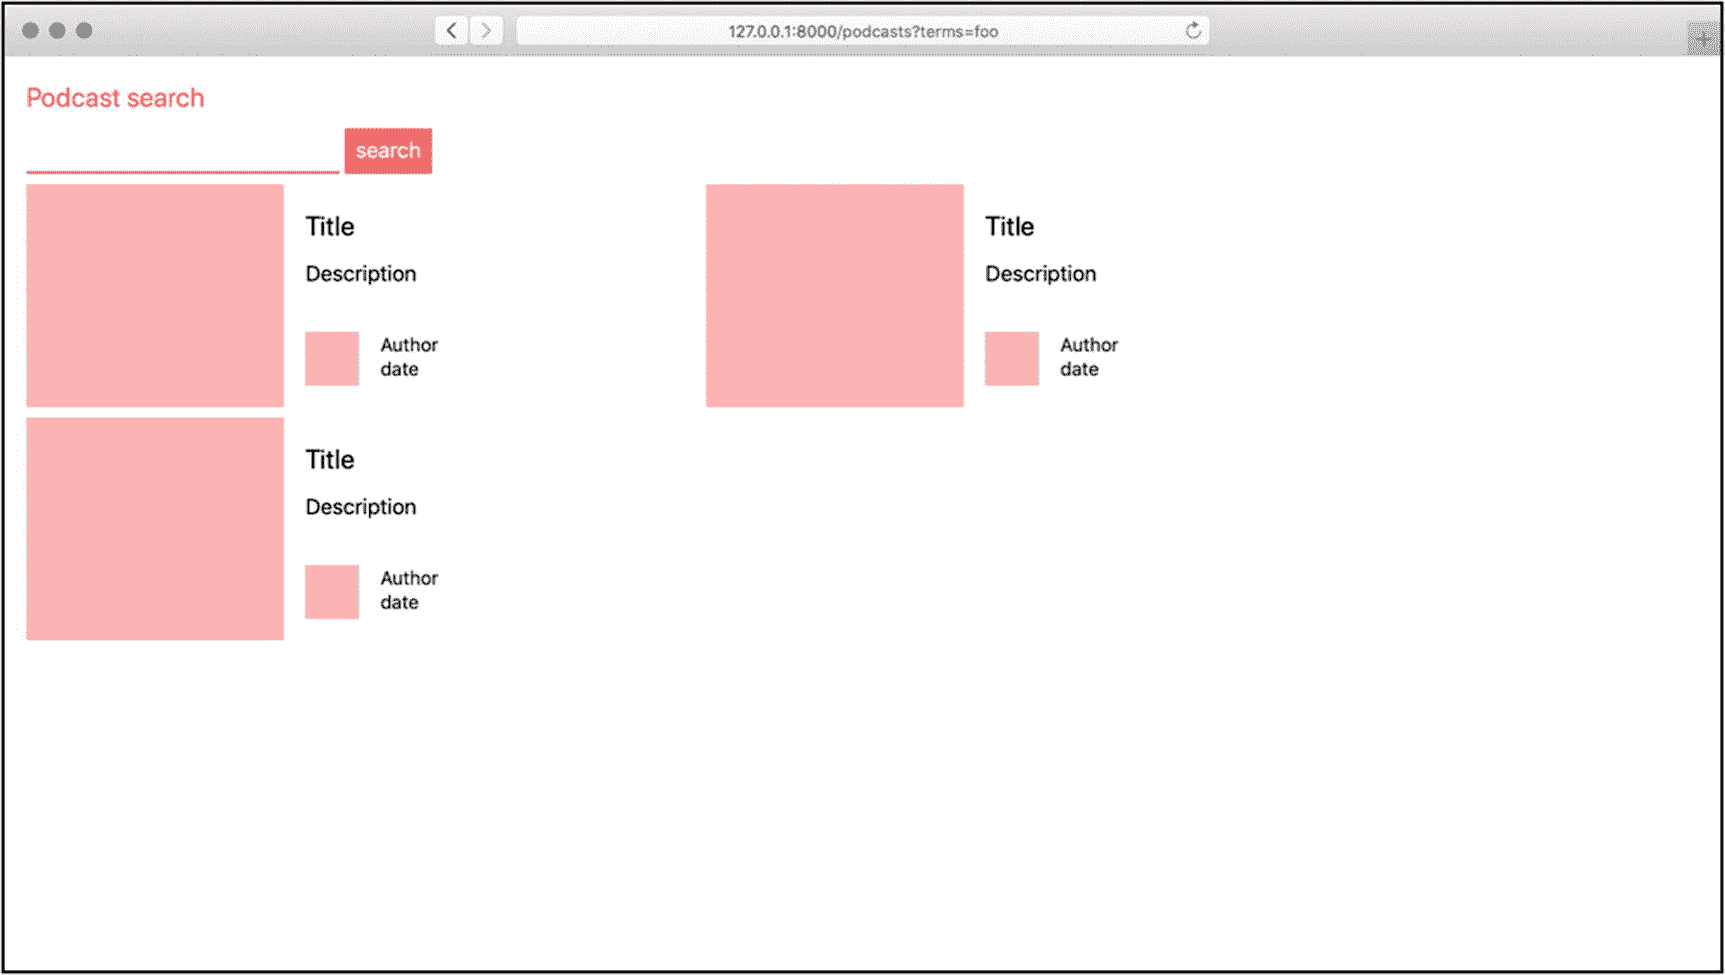 127.0.0.1:8000/podcasts?terms=foo
Podcast search
search
Title
Description
Author
date
Title
Description
Author
date
Title
Description
Author
date